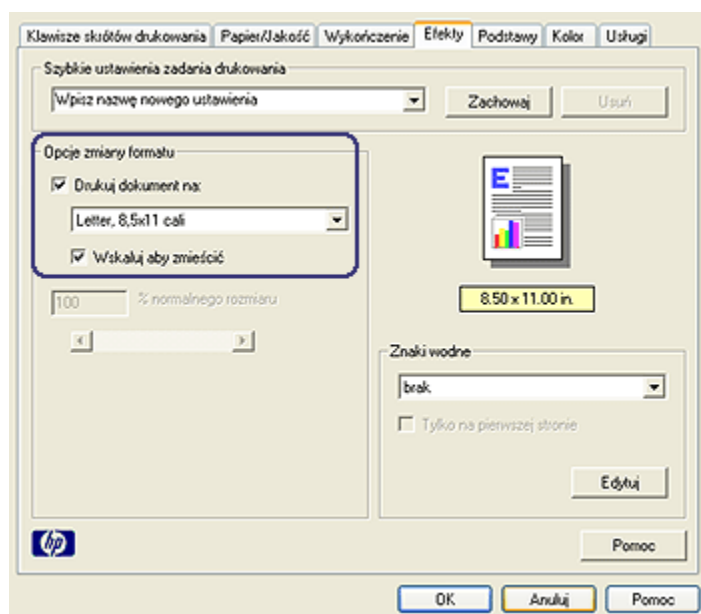 Klawisze skrótów drukowania Papier/Jakość Wykończenie Efekty Podstawy Kolor Usługi
Szybkie ustawienia zadania drukowania
Wpisz nazwę nowego ustawienia Zachowaj Usuń
Opcje zmiany formatu
Drukuj dokument na:
Letter, 8,5x11 cali
Wskaluj aby zmieścić
100 % normalnego rozmiaru
E
8.50 x 11.00 in.
Znaki wodne
brak
Tylko na pierwszej stronie
Edytuj
hp
Pomoc
OK Anuluj Pomoc